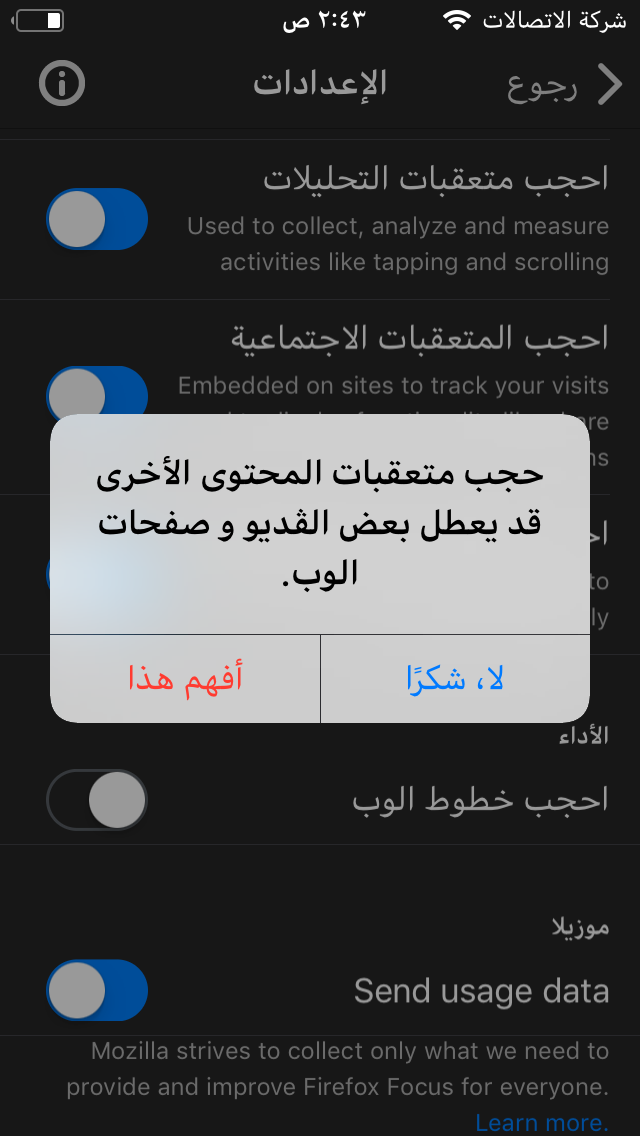 شركة الاتصالات
٢:٤٣ ص
رجوع
الإعدادات
احجب متعقبات التحليلات
Used to collect, analyze and measure
activities like tapping and scrolling
احجب المتعقبات الاجتماعية
Embedded on sites to track your visits
حجب متعقبات المحتوى الأخرى
قد يعطل بعض الڤديو و صفحات
الوب.
لا، شكرًا
أفهم هذا
to
ly
الأداء
احجب خطوط الوب
موزيلا
Send usage data
Mozilla strives to collect only what we need to
provide and improve Firefox Focus for everyone.
Learn more.